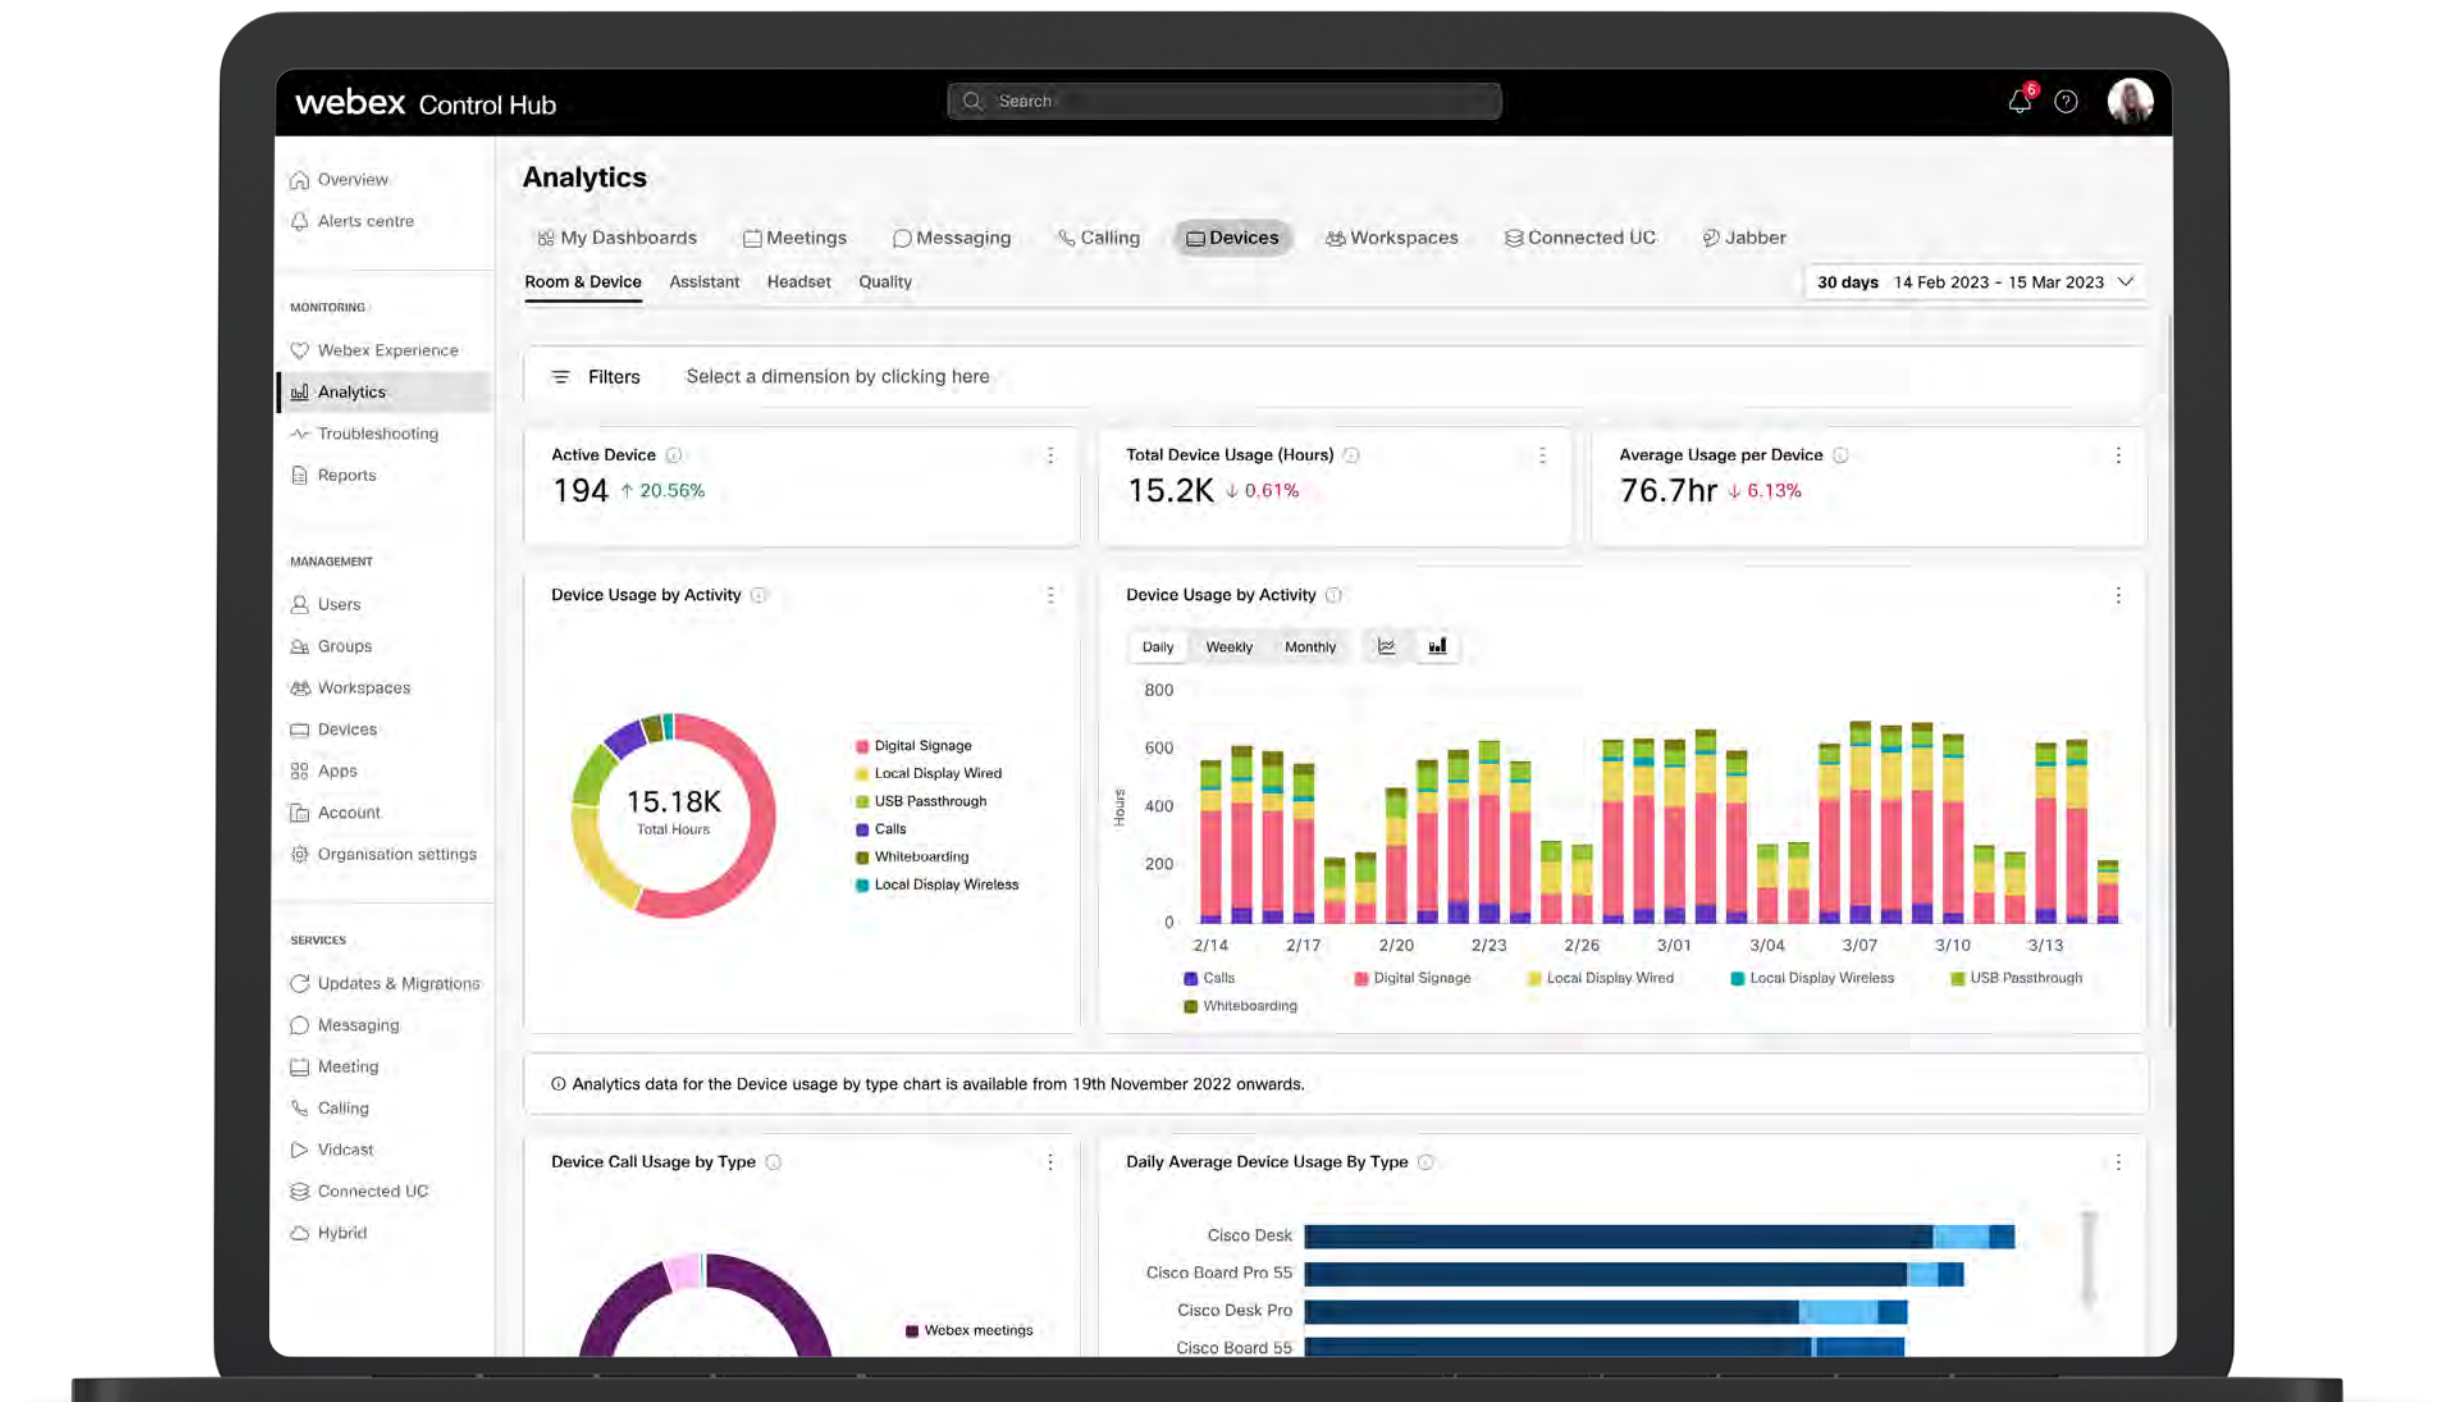 webex Control Hub
Search
6
?
Overview
Alerts centre
MONITORING
Webex Experience
Analytics
Troubleshooting
Reports
MANAGEMENT
Users
Groups
Workspaces
Devices
Apps
Account
Organisation settings
SERVICES
Updates & Migrations
Messaging
Meeting
Calling
Vidcast
Connected UC
Hybrid
Analytics
My Dashboards Meetings Messaging Calling Devices Workspaces Connected UC Jabber
Room & Device Assistant Headset Quality
30 days 14 Feb 2023 - 15 Mar 2023
Filters Select a dimension by clicking here
Active Device
194 ↑ 20.56%
Total Device Usage (Hours)
15.2K ↓ 0.61%
Average Usage per Device
76.7hr ↓ 6.13%
Device Usage by Activity
15.18K
Total Hours
Digital Signage
Local Display Wired
USB Passthrough
Calls
Whiteboarding
Local Display Wireless
Device Usage by Activity
Daily Weekly Monthly
Hours
800
600
400
200
0
2/14 2/17 2/20 2/23 2/26 3/01 3/04 3/07 3/10 3/13
Calls Digital Signage Local Display Wired Local Display Wireless USB Passthrough
Whiteboarding
Analytics data for the Device usage by type chart is available from 19th November 2022 onwards.
Device Call Usage by Type
Webex meetings
Daily Average Device Usage By Type
Cisco Desk
Cisco Board Pro 55
Cisco Desk Pro
Cisco Board 55